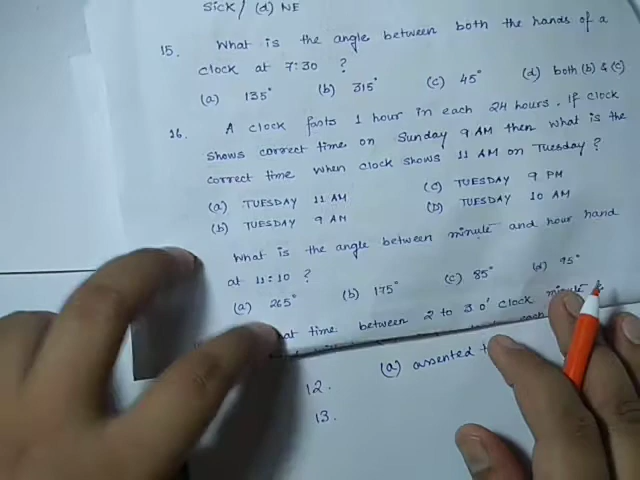 SICK/ (d) NE
15. What is the angle between both the hands of a
clock at 7:30 ?
(a) 135° (b) 315° (c) 45° (d) both (b) & (c)
16. A clock fasts 1 hour in each 24 hours. If clock
shows correct time on Sunday 9 AM then what is the
correct time when clock shows 11 AM on Tuesday ?
(a) TUESDAY 11 AM (c) TUESDAY 9 PM
(b) TUESDAY 9 AM (D) TUESDAY 10 AM
What is the angle between minute and hour hand
at 11:10 ?
(a) 265° (b) 175° (c) 85° (d) 95°
at time between 2 to 3 0' clock minute
each
12. (a) assented t
13.